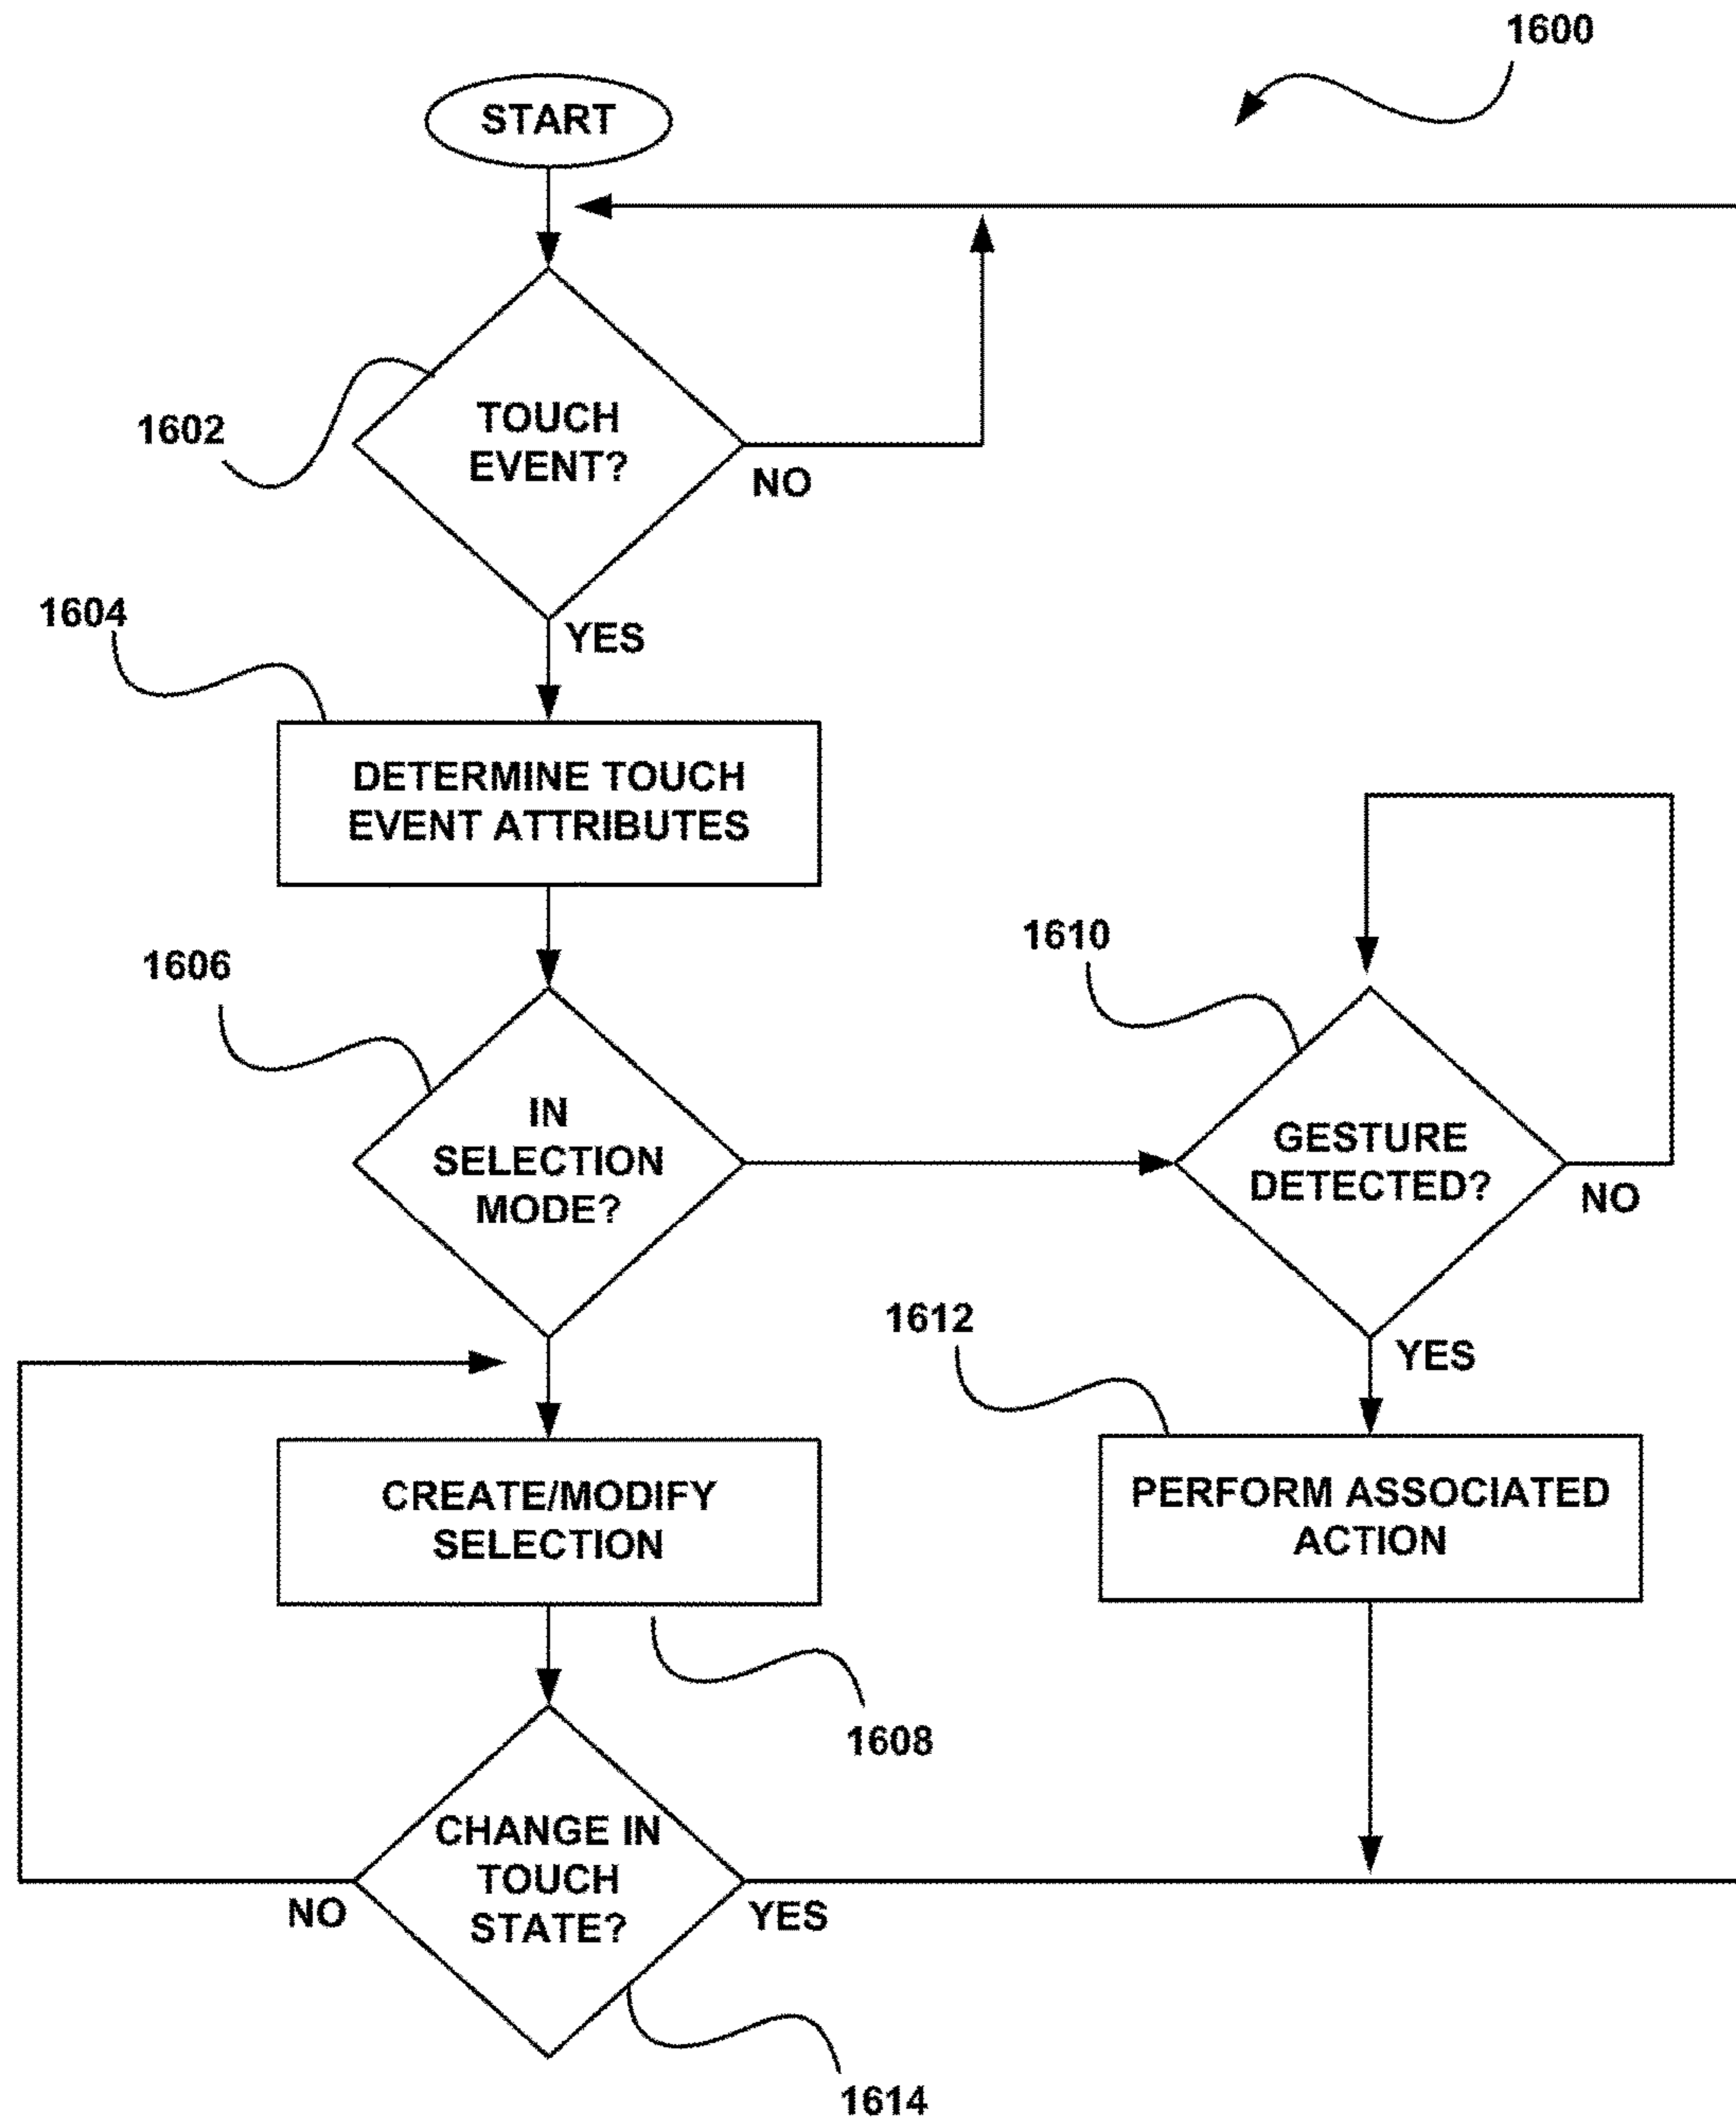 1600
START
1602
TOUCH
EVENT?
NO
YES
1604
DETERMINE TOUCH
EVENT ATTRIBUTES
1606
IN
SELECTION
MODE?
1610
GESTURE
DETECTED?
NO
YES
1612
PERFORM ASSOCIATED
ACTION
CREATE/MODIFY
SELECTION
1608
CHANGE IN
TOUCH
STATE?
NO
YES
1614